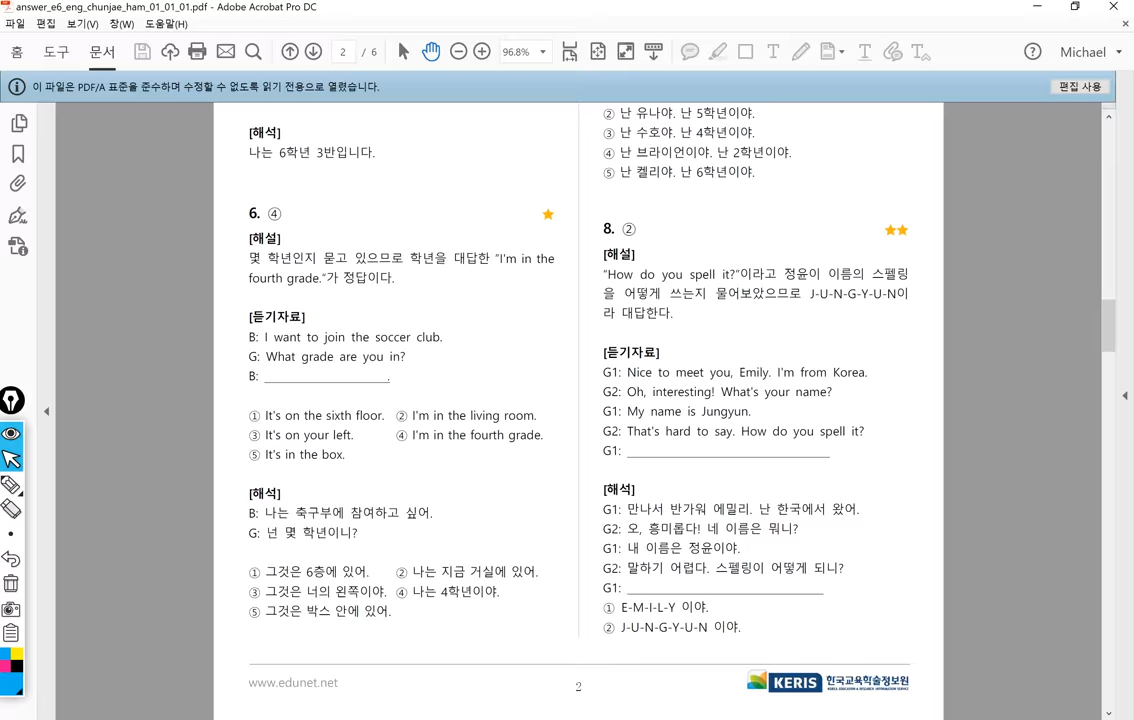 answer_e6_eng_chunjae_ham_01_01_01.pdf - Adobe Acrobat Pro DC
파일 편집 보기(V) 창(W) 도움말(H)
홈 도구 문서 2 / 6 96.8% Michael
이 파일은 PDF/A 표준을 준수하며 수정할 수 없도록 읽기 전용으로 열렸습니다. 편집 사용
[해석]
나는 6학년 3반입니다.
6. ④
[해설]
몇 학년인지 묻고 있으므로 학년을 대답한 "I'm in the
fourth grade."가 정답이다.
[듣기자료]
B: I want to join the soccer club.
G: What grade are you in?
B: ____________________.
① It's on the sixth floor. ② I'm in the living room.
③ It's on your left. ④ I'm in the fourth grade.
⑤ It's in the box.
[해석]
B: 나는 축구부에 참여하고 싶어.
G: 넌 몇 학년이니?
① 그것은 6층에 있어. ② 나는 지금 거실에 있어.
③ 그것은 너의 왼쪽이야. ④ 나는 4학년이야.
⑤ 그것은 박스 안에 있어.
② 난 유나야. 난 5학년이야.
③ 난 수호야. 난 4학년이야.
④ 난 브라이언이야. 난 2학년이야.
⑤ 난 켈리야. 난 6학년이야.
8. ②
[해설]
"How do you spell it?"이라고 정윤이 이름의 스펠링
을 어떻게 쓰는지 물어보았으므로 J-U-N-G-Y-U-N이
라 대답한다.
[듣기자료]
G1: Nice to meet you, Emily. I'm from Korea.
G2: Oh, interesting! What's your name?
G1: My name is Jungyun.
G2: That's hard to say. How do you spell it?
G1: ________________________________
[해석]
G1: 만나서 반가워 에밀리. 난 한국에서 왔어.
G2: 오, 흥미롭다! 네 이름은 뭐니?
G1: 내 이름은 정윤이야.
G2: 말하기 어렵다. 스펠링이 어떻게 되니?
G1: ________________________________
① E-M-I-L-Y 이야.
② J-U-N-G-Y-U-N 이야.
www.edunet.net
2
KERIS 한국교육학술정보원
KOREA EDUCATION & RESEARCH INFORMATION SERVICE